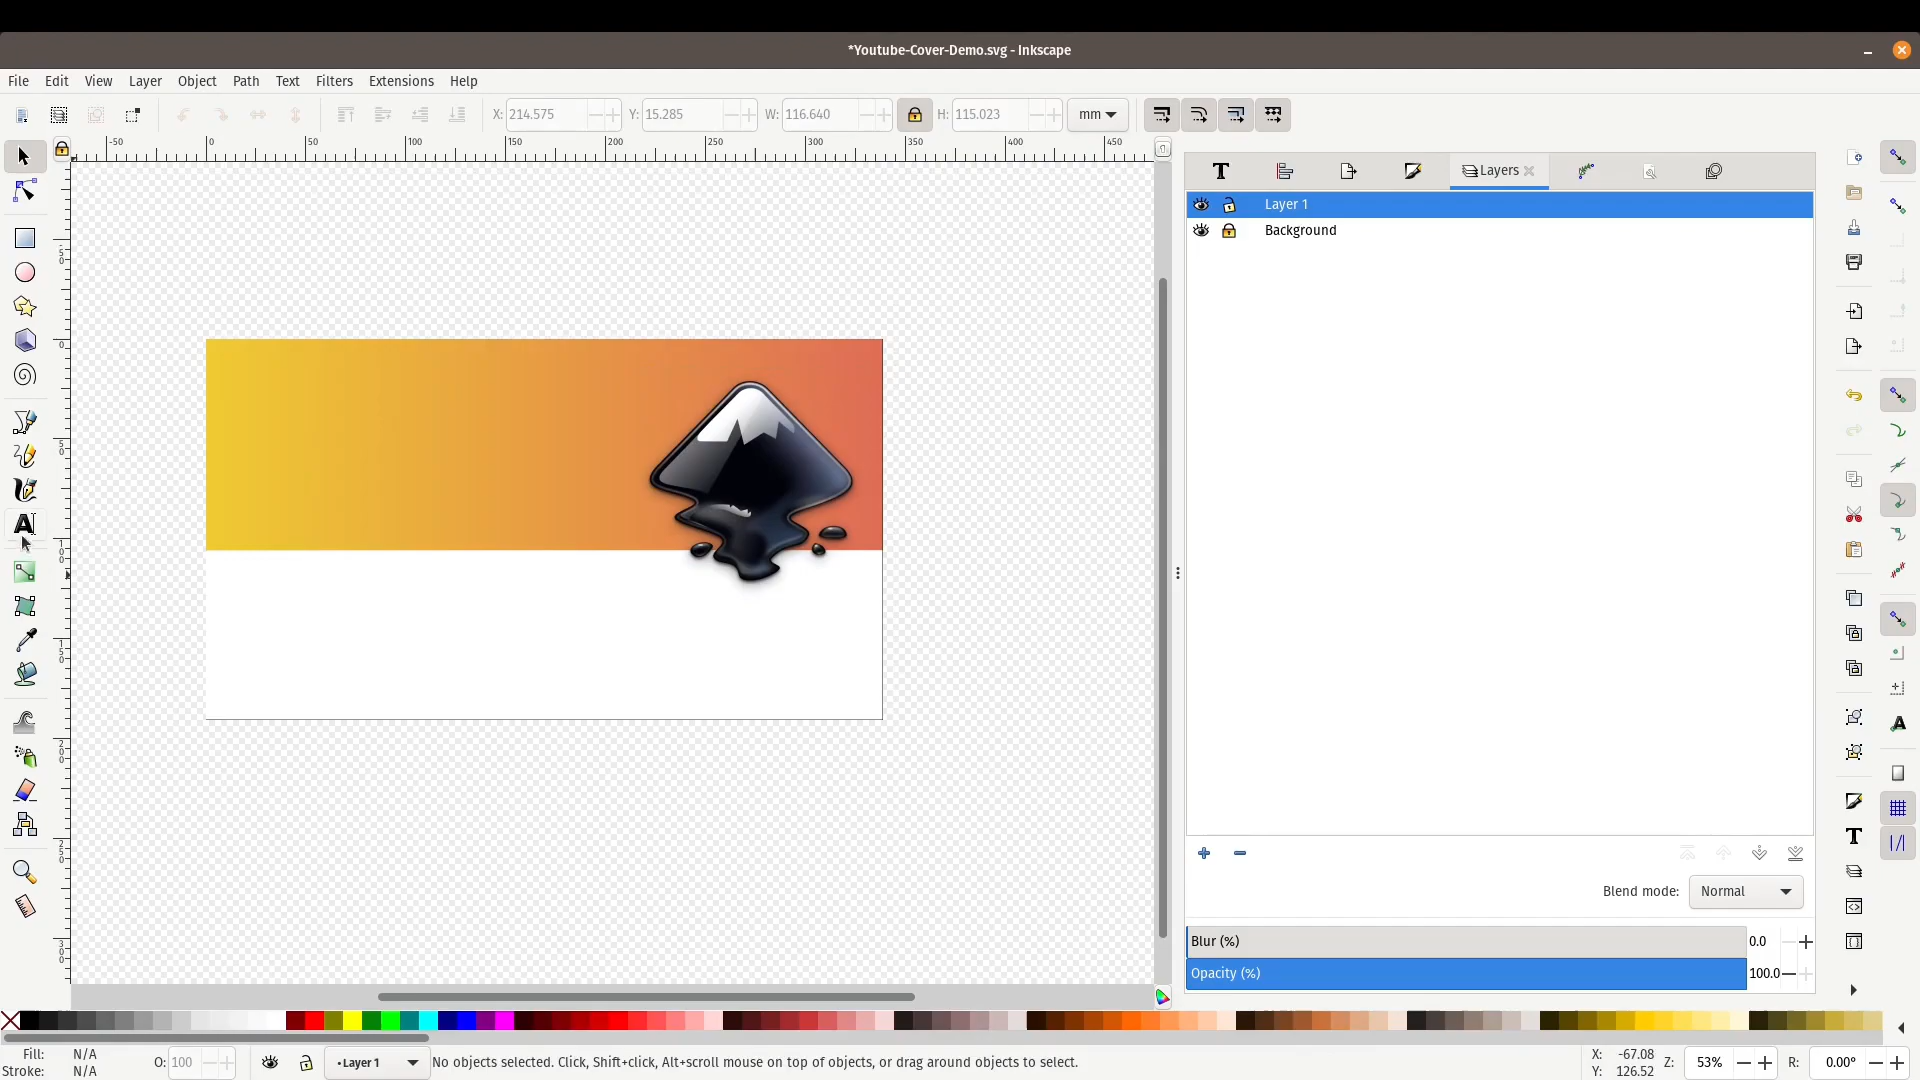 *Youtube-Cover-Demo.svg - Inkscape
File Edit View Layer Object Path Text Filters Extensions Help
X: 214.575 Y: 15.285 W: 116.640 H: 115.023 mm
-50 0 50 100 150 200 250 300 350 400 450
Layers
Layer 1
Background
Blend mode: Normal
Blur (%) 0.0
Opacity (%) 100.0
Fill: N/A
Stroke: N/A
O: 100
•Layer 1
No objects selected. Click, Shift+click, Alt+scroll mouse on top of objects, or drag around objects to select.
X: -67.08
Y: 126.52
Z: 53%
R: 0.00°